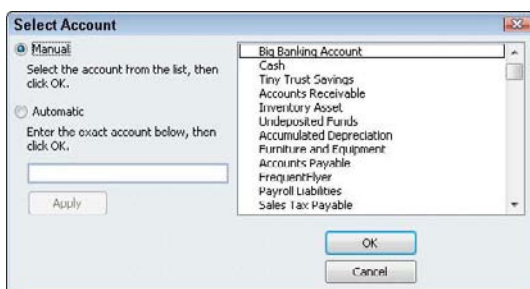 Select Account
Manual
Select the account from the list, then
click OK.
Automatic
Enter the exact account below, then
click OK.
Apply
Big Banking Account
Cash
Tiny Trust Savings
Accounts Receivable
Inventory Asset
Undeposited Funds
Accumulated Depreciation
Furniture and Equipment
Accounts Payable
FrequentFlyer
Payroll Liabilities
Sales Tax Payable
OK
Cancel